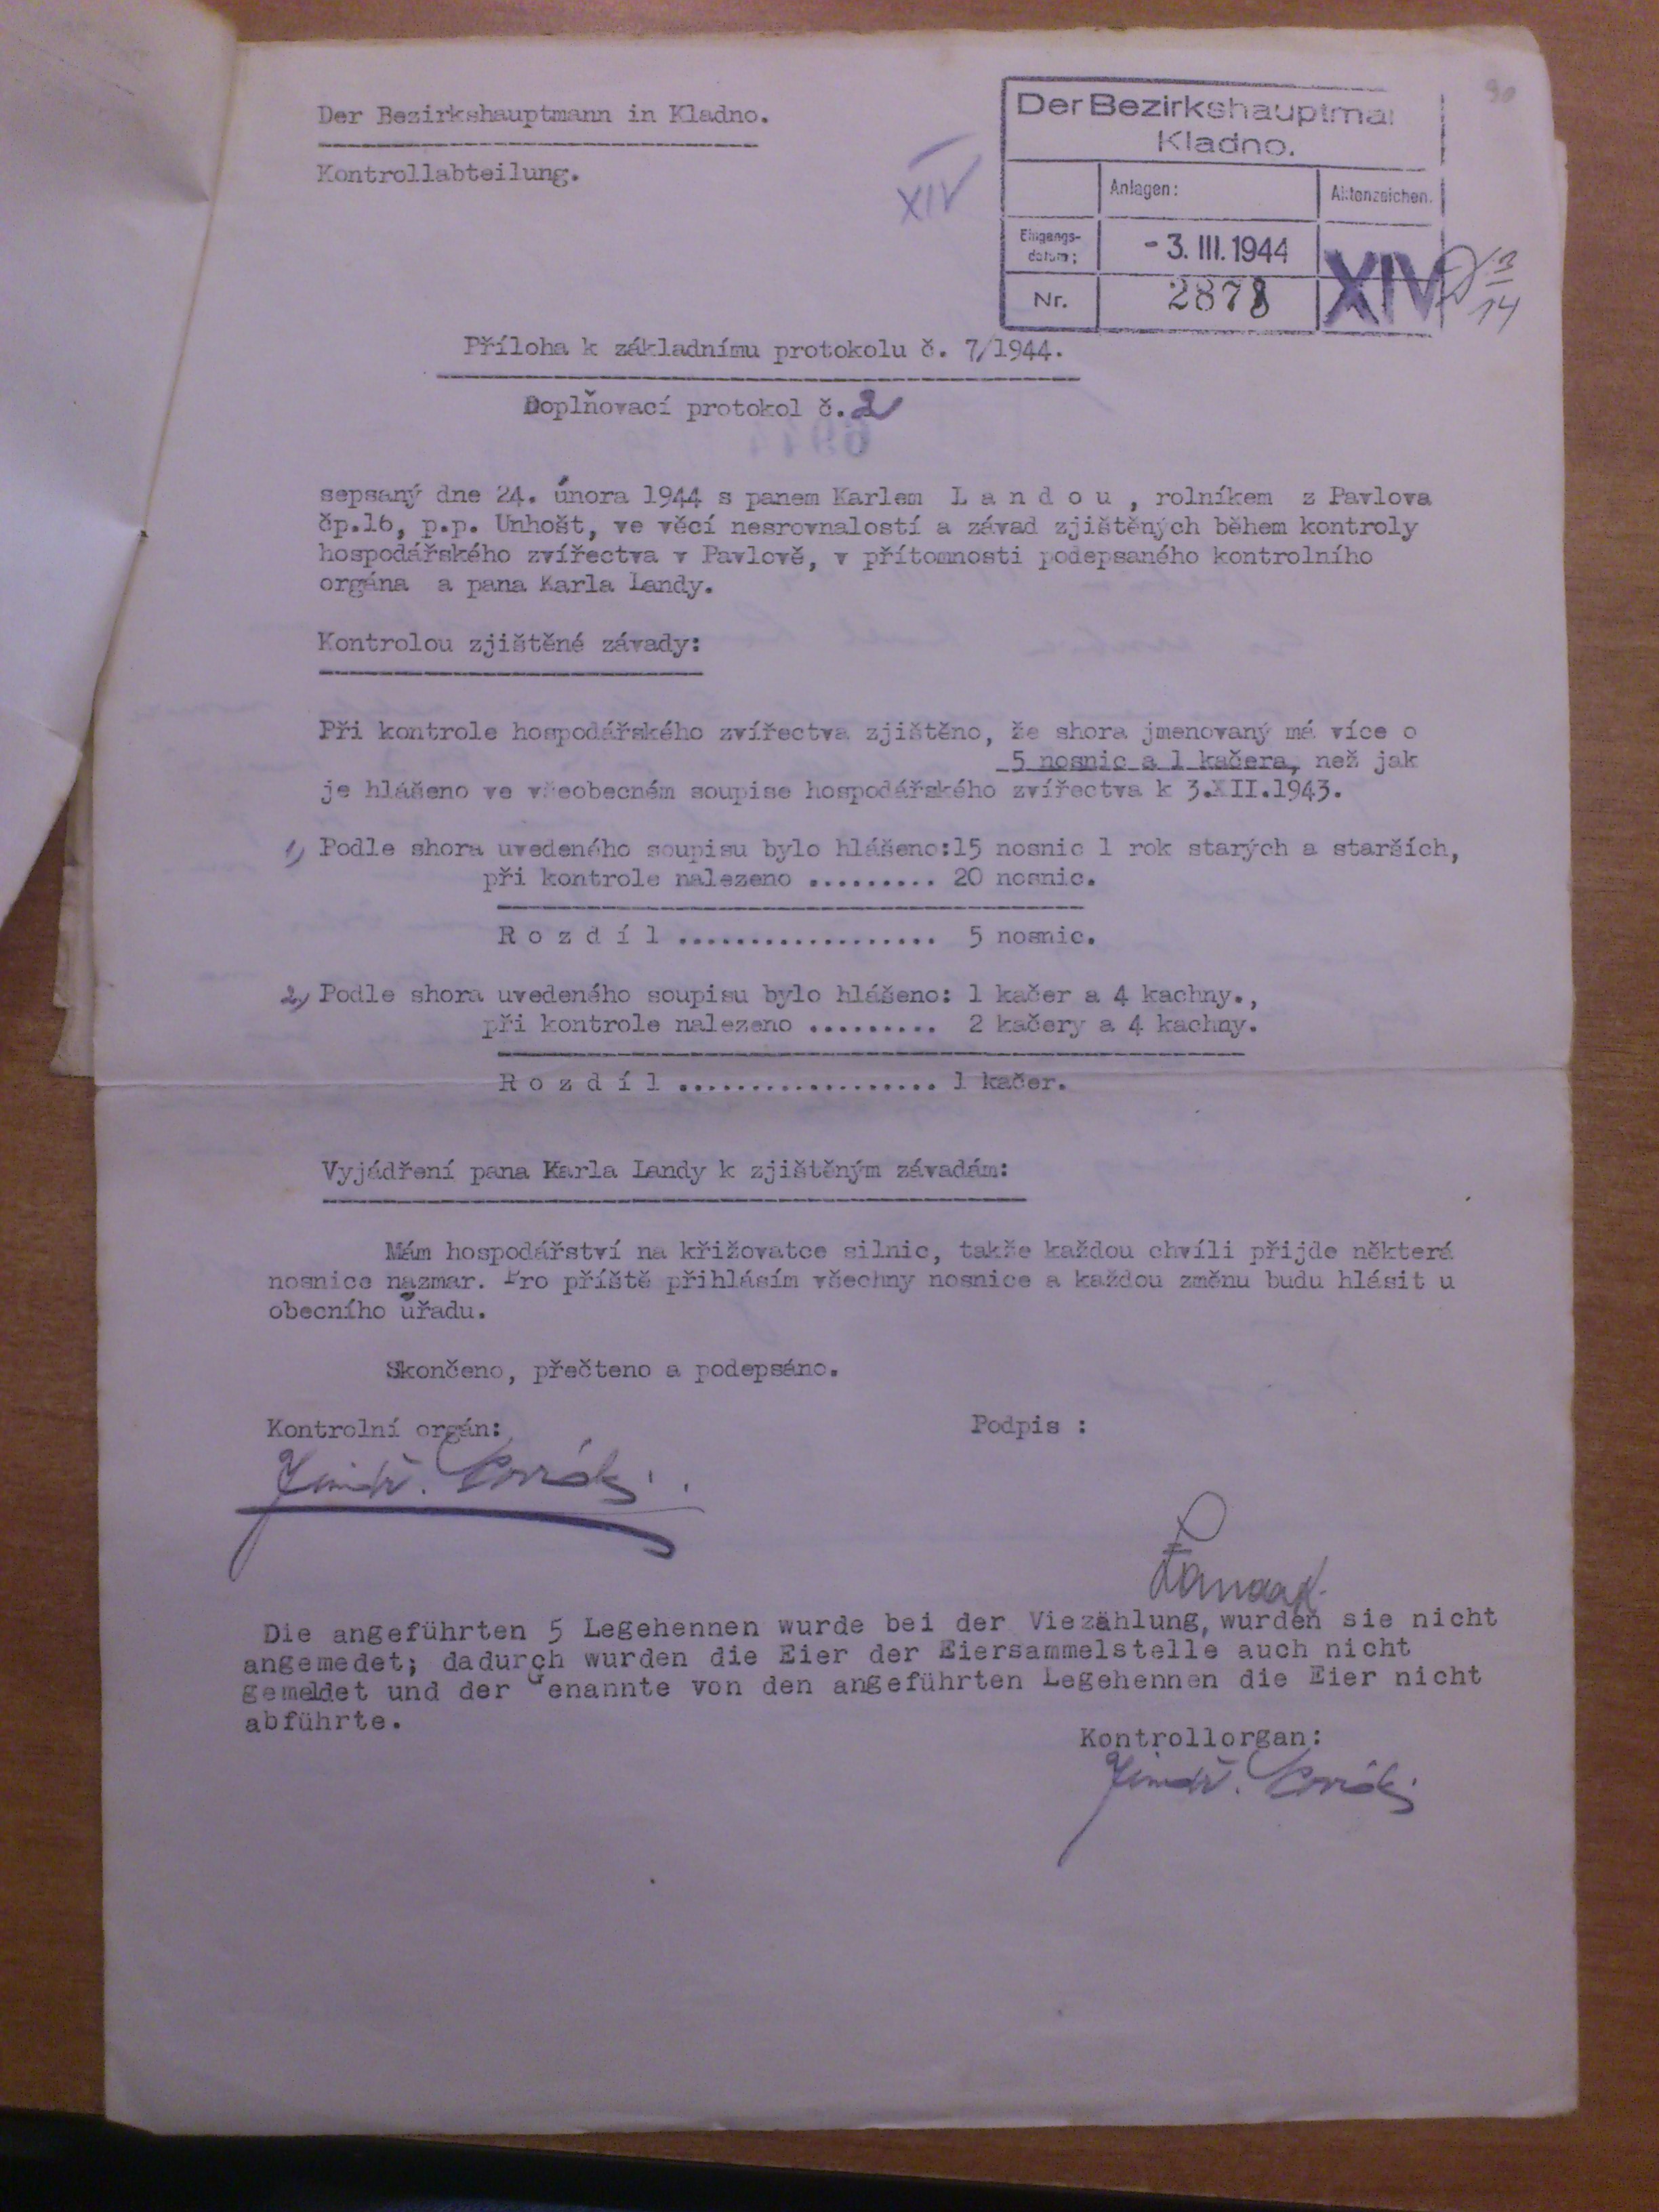 90
Der Bezirkshauptmann in Kladno.
Kontrollabteilung.
XIV
Der Bezirkshauptma
Kladno.
Anlagen:
Aktenzeichen.
Eingangs-
datum:
-3. III. 1944
Nr.
2878
XIV
13
14
Příloha k základnímu protokolu č. 7/1944.
Doplňovací protokol č. 2
sepsaný dne 24. února 1944 s panem Karlem L a n d o u , rolníkem z Pavlova
čp.16, p.p. Unhošt, ve věcí nesrovnalostí a závad zjištěných během kontroly
hospodářského zvířectva v Pavlově, v přítomnosti podepsaného kontrolního
orgána a pana Karla Landy.
Kontrolou zjištěné závady:
Při kontrole hospodářského zvířectva zjištěno, že shora jmenovaný má více o
5 nosnic a 1 kačera, než jak
je hlášeno ve všeobecném soupise hospodářského zvířectva k 3.XII.1943.
1) Podle shora uvedeného soupisu bylo hlášeno:15 nosnic 1 rok starých a starších,
při kontrole nalezeno ......... 20 nosnic.
R o z d í l .................. 5 nosnic.
2) Podle shora uvedeného soupisu bylo hlášeno: 1 kačer a 4 kachny.,
při kontrole nalezeno ......... 2 kačery a 4 kachny.
R o z d í l .................. 1 kačer.
Vyjádření pana Karla Landy k zjištěným závadám:
Mám hospodářství na křižovatce silnic, takže každou chvíli přijde některá
nosnice nazmar. Pro příště přihlásím všechny nosnice a každou změnu budu hlásit u
obecního úřadu.
Skončeno, přečteno a podepsáno.
Kontrolní orgán:
Podpis :
Jindř.
Die angeführten 5 Legehennen wurde bei der Viezählung, wurden sie nicht
angemedet; dadurch wurden die Eier der Eiersammelstelle auch nicht
gemeldet und der Genannte von den angeführten Legehennen die Eier nicht
abführte.
Kontrollorgan:
Jindř.